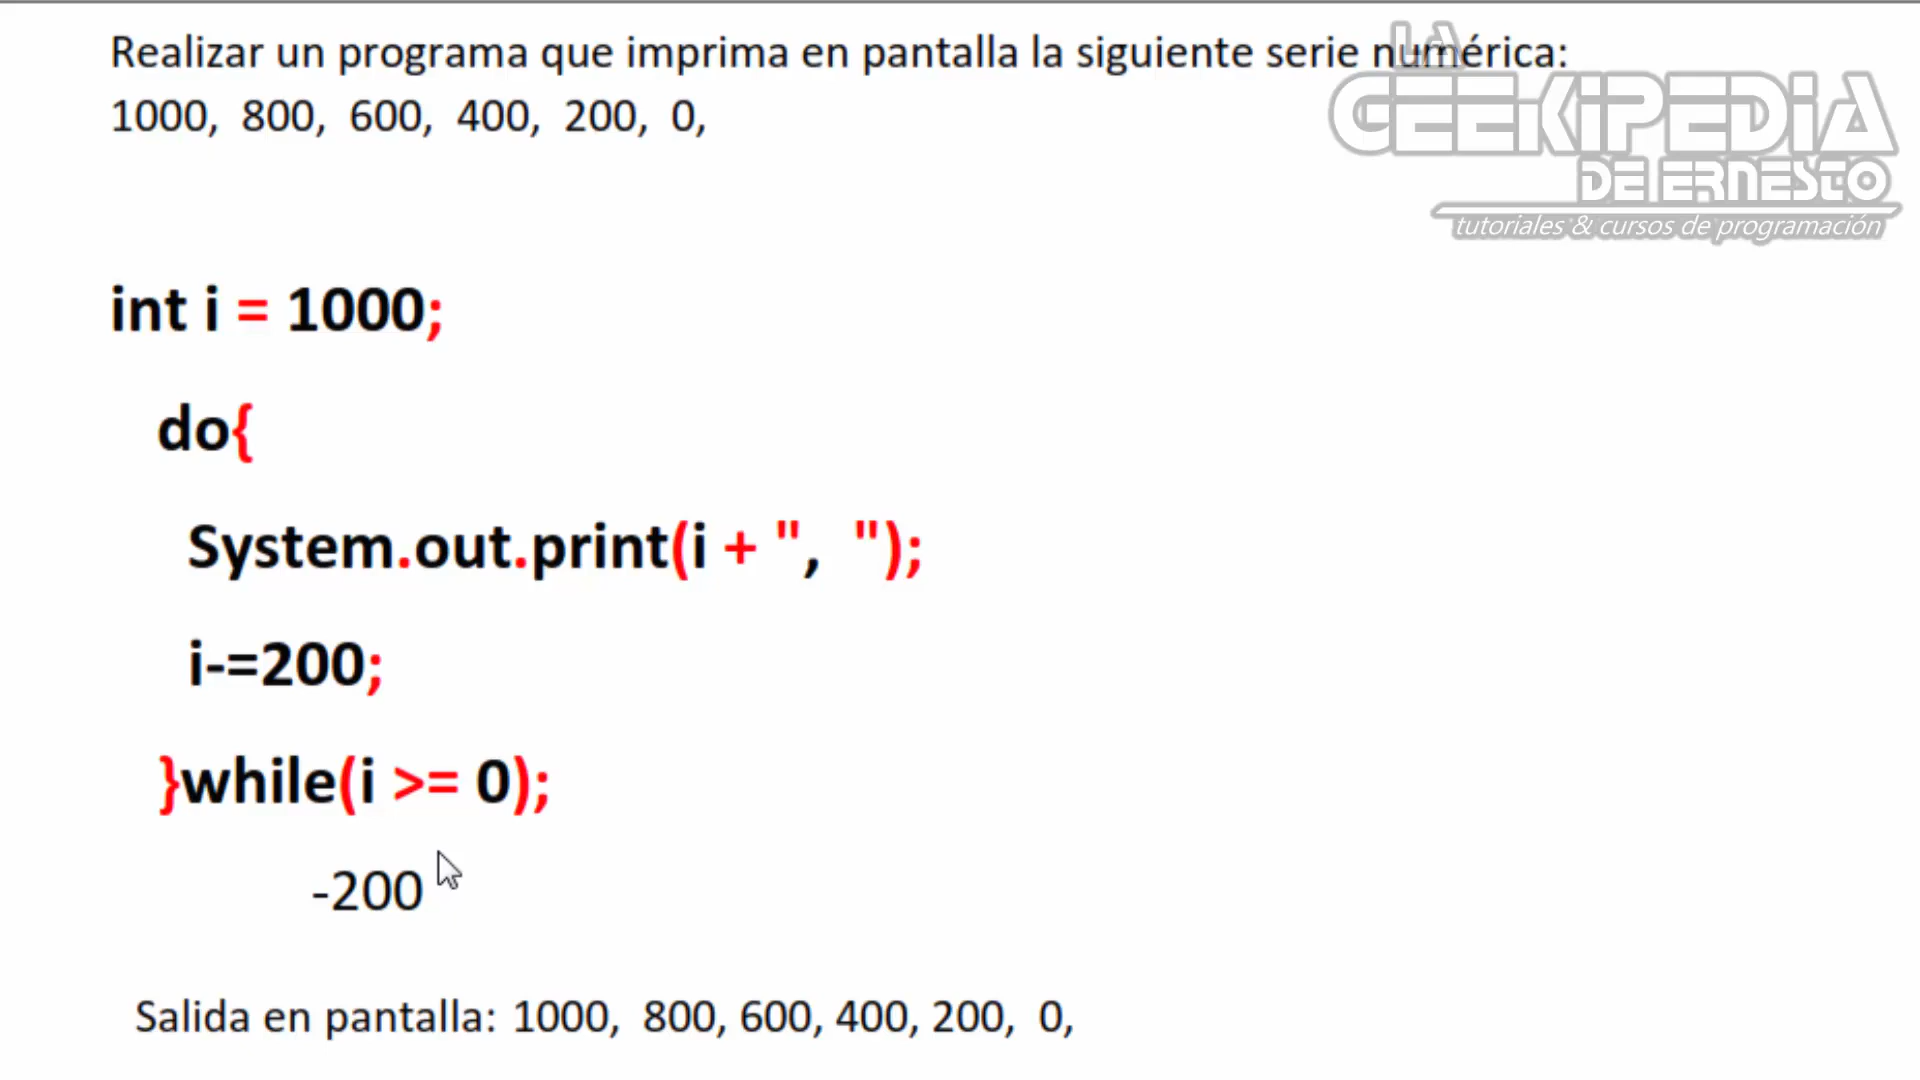 Realizar un programa que imprima en pantalla la siguiente serie numérica:
1000, 800, 600, 400, 200, 0,
LA
GEEKIPEDIA
DE ERNESTO
tutoriales & cursos de programación
int i = 1000;
do{
System.out.print(i + ",  ");
i-=200;
}while(i >= 0);
-200
Salida en pantalla: 1000, 800, 600, 400, 200, 0,